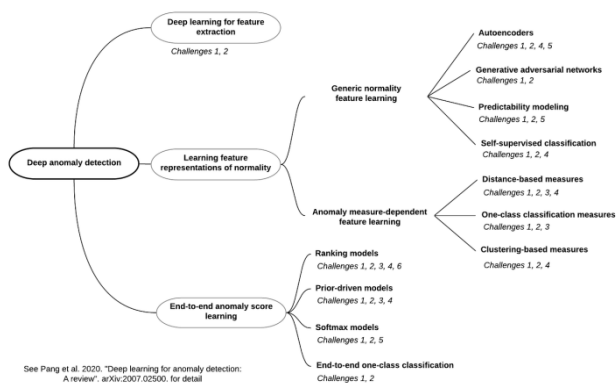 Deep anomaly detection
Deep learning for feature
extraction
Challenges 1, 2
Learning feature
representations of normality
Generic normality
feature learning
Autoencoders
Challenges 1, 2, 4, 5
Generative adversarial networks
Challenges 1, 2
Predictability modeling
Challenges 1, 2, 5
Self-supervised classification
Challenges 1, 2, 4
Anomaly measure-dependent
feature learning
Distance-based measures
Challenges 1, 2, 3, 4
One-class classification measures
Challenges 1, 2, 3
Clustering-based measures
Challenges 1, 2, 4
End-to-end anomaly score
learning
Ranking models
Challenges 1, 2, 3, 4, 6
Prior-driven models
Challenges 1, 2, 3, 4
Softmax models
Challenges 1, 2, 5
End-to-end one-class classification
Challenges 1, 2
See Pang et al. 2020. "Deep learning for anomaly detection:
A review". arXiv:2007.02500. for detail